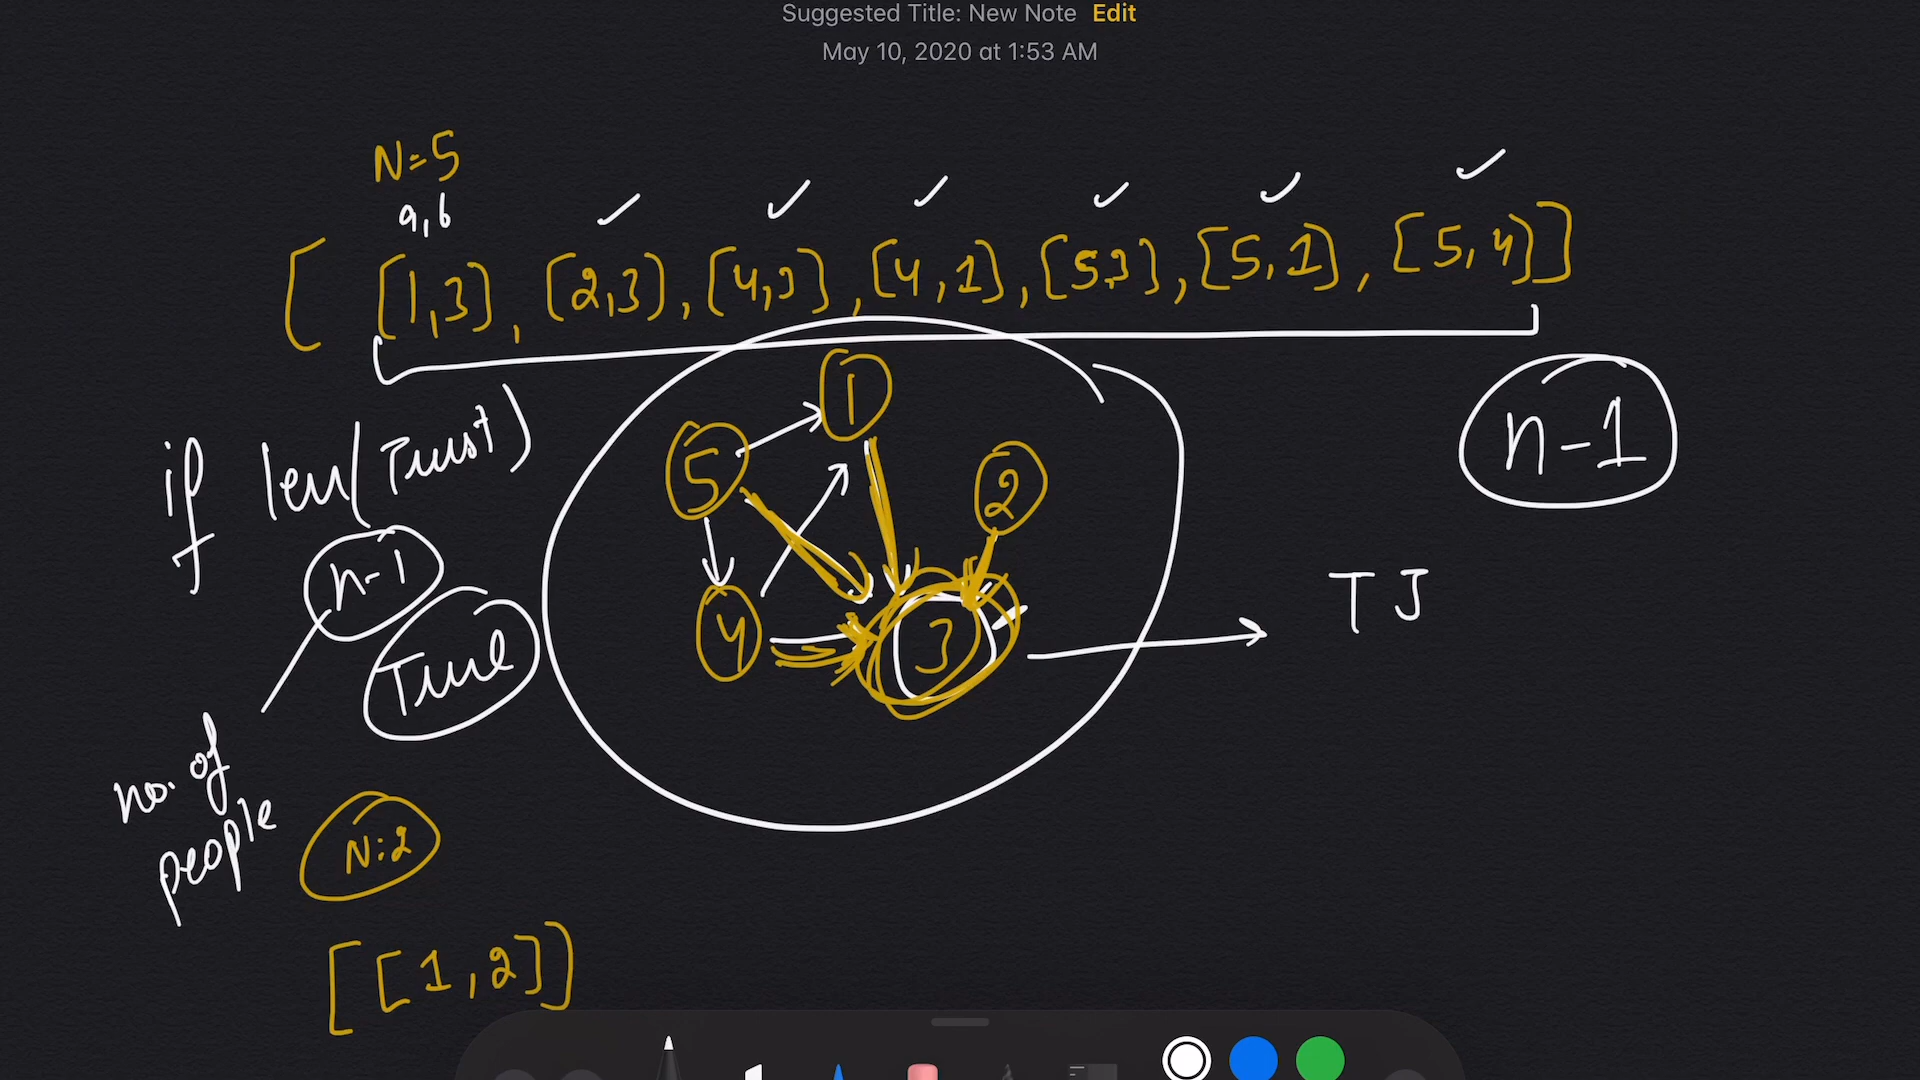 Suggested Title: New Note Edit
May 10, 2020 at 1:53 AM
N=5
a,b
[ [1,3], [2,3], [4,3], [4,1], [5,3], [5,1], [5,4]]
if len(Trust)
n-1
True
no. of
people
N:2
[[1,2]]
1
5
2
4
3
n-1
TJ